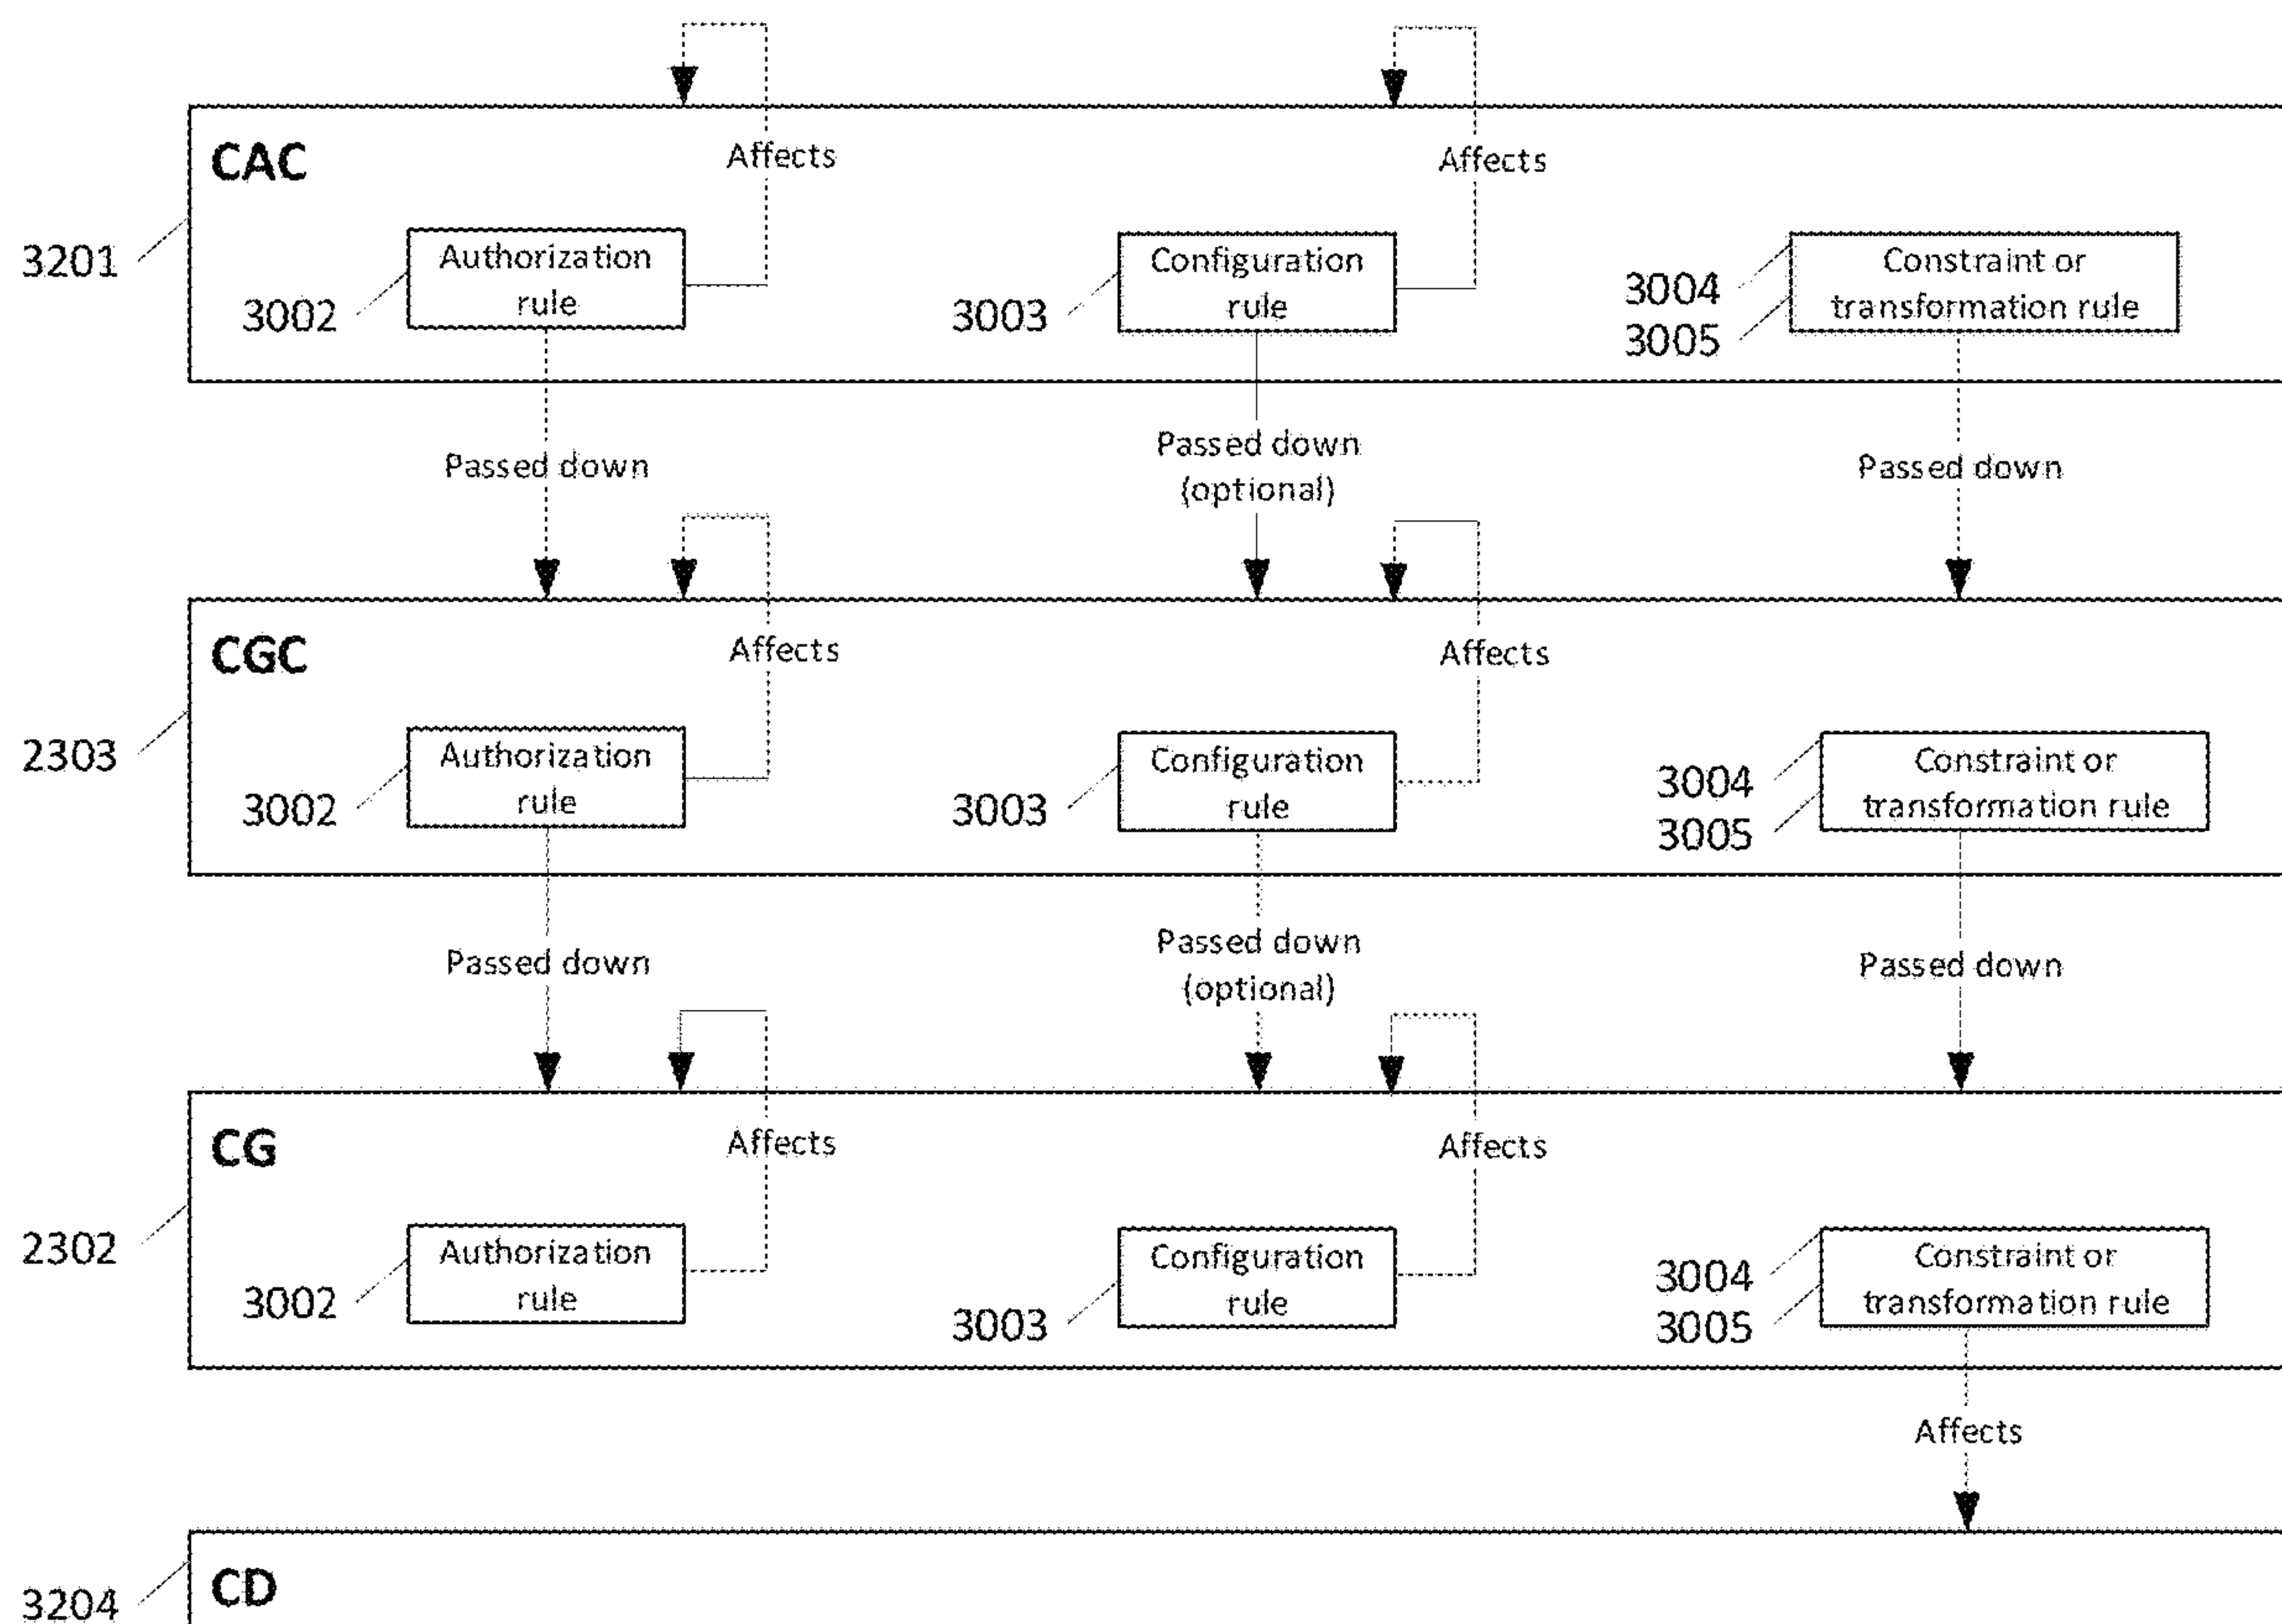 CAC
Affects
Affects
3201
3002
Authorization
rule
3003
Configuration
rule
3004
3005
Constraint or
transformation rule
Passed down
Passed down
(optional)
Passed down
CGC
Affects
Affects
2303
3002
Authorization
rule
3003
Configuration
rule
3004
3005
Constraint or
transformation rule
Passed down
Passed down
(optional)
Passed down
CG
Affects
Affects
2302
3002
Authorization
rule
3003
Configuration
rule
3004
3005
Constraint or
transformation rule
Affects
CD
3204